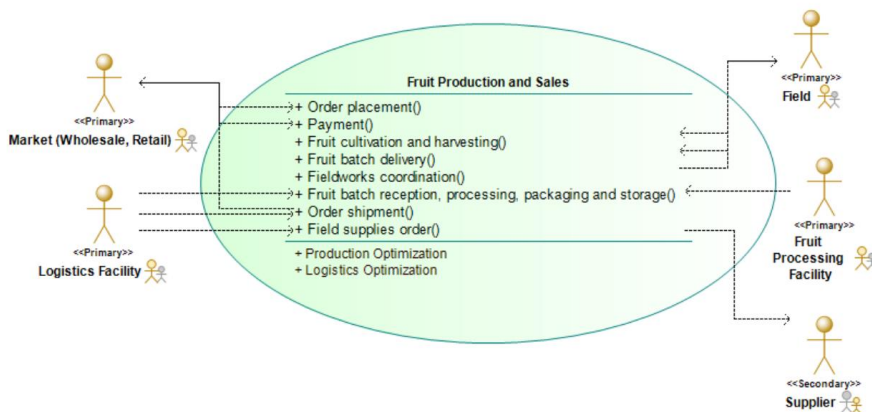 Fruit Production and Sales
+ Order placement()
+ Payment()
+ Fruit cultivation and harvesting()
+ Fruit batch delivery()
+ Fieldworks coordination()
+ Fruit batch reception, processing, packaging and storage()
+ Order shipment()
+ Field supplies order()
+ Production Optimization
+ Logistics Optimization
<<Primary>>
Market (Wholesale, Retail)
<<Primary>>
Logistics Facility
<<Primary>>
Field
<<Primary>>
Fruit
Processing
Facility
<<Secondary>>
Supplier